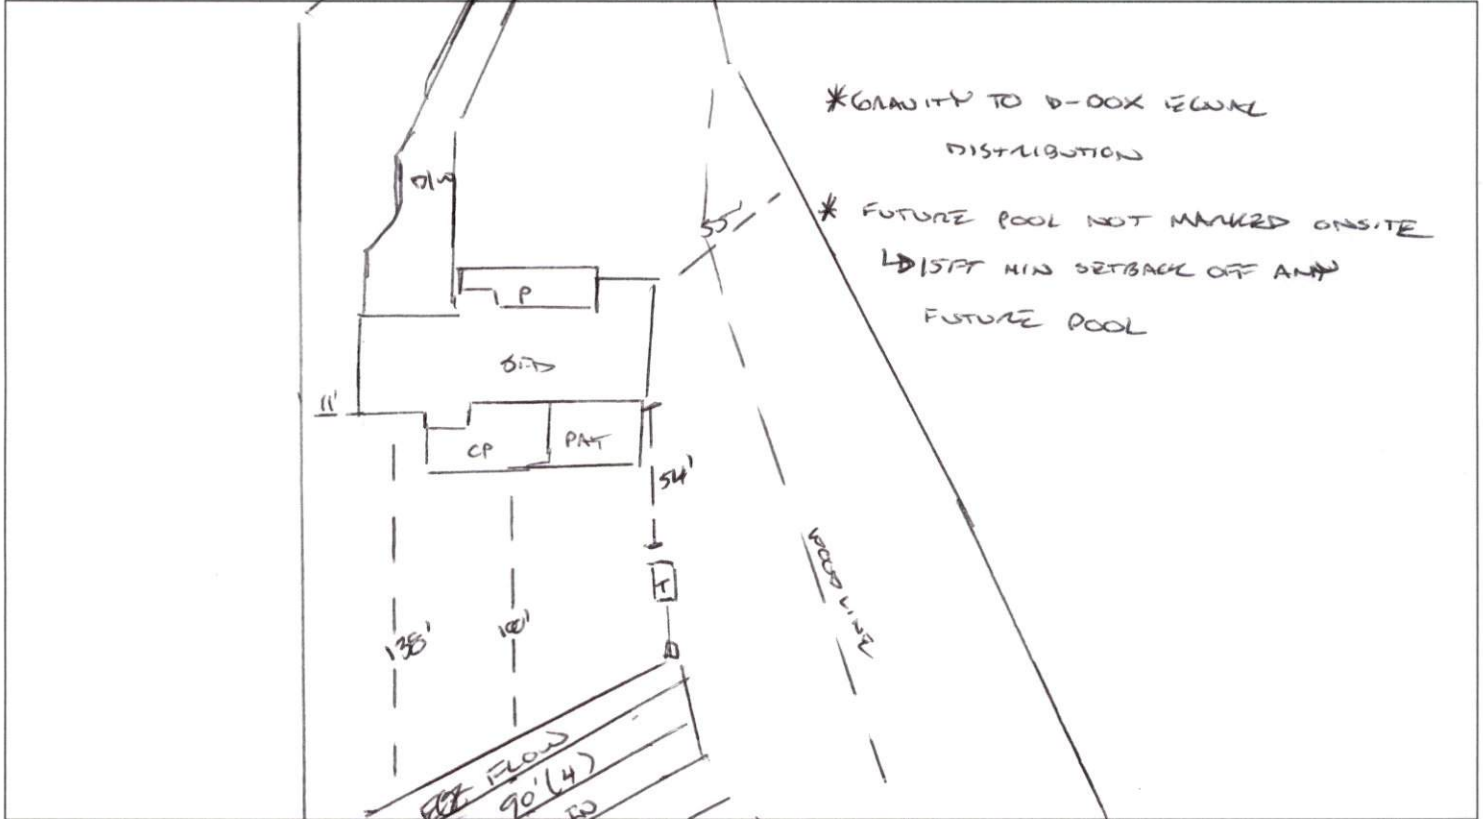 *GRAVITY TO D-BOX EQUAL
DISTRIBUTION
* FUTURE POOL NOT MARKED ONSITE
↳15FT MIN SETBACK OFF ANY
FUTURE POOL
D/W
55'
P
SFD
11'
CP
PAT
54'
T
WOOD LINE
138'
D
EZ FLOW
90'(4)